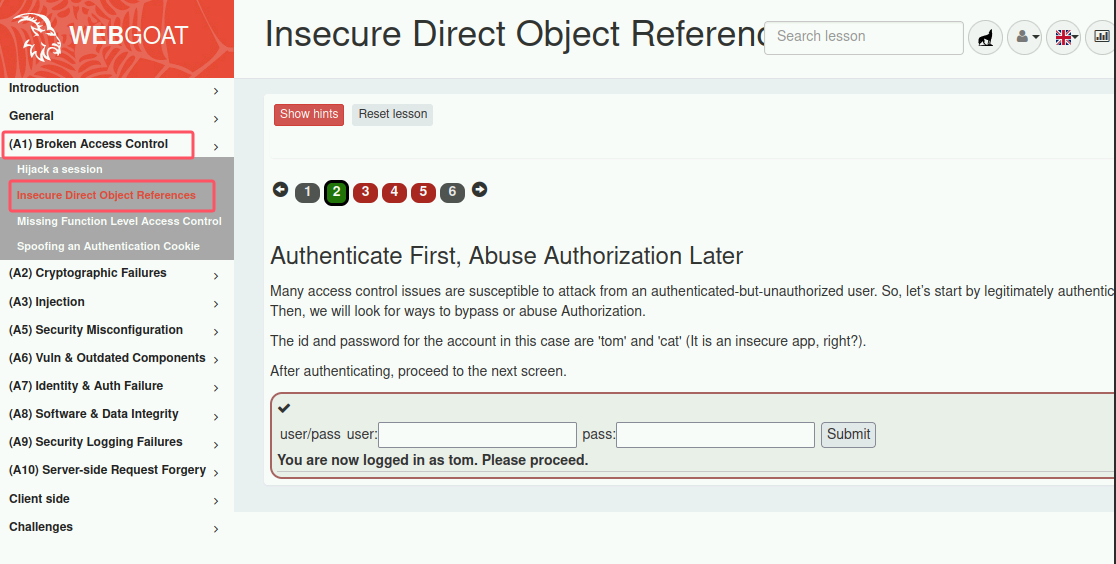 WEBGOAT
Insecure Direct Object Referenc
Search lesson
Introduction
General
(A1) Broken Access Control
Hijack a session
Insecure Direct Object References
Missing Function Level Access Control
Spoofing an Authentication Cookie
(A2) Cryptographic Failures
(A3) Injection
(A5) Security Misconfiguration
(A6) Vuln & Outdated Components
(A7) Identity & Auth Failure
(A8) Software & Data Integrity
(A9) Security Logging Failures
(A10) Server-side Request Forgery
Client side
Challenges
Show hints Reset lesson
1 2 3 4 5 6
Authenticate First, Abuse Authorization Later
Many access control issues are susceptible to attack from an authenticated-but-unauthorized user. So, let's start by legitimately authentic
Then, we will look for ways to bypass or abuse Authorization.
The id and password for the account in this case are 'tom' and 'cat' (It is an insecure app, right?).
After authenticating, proceed to the next screen.
user/pass user: pass: Submit
You are now logged in as tom. Please proceed.